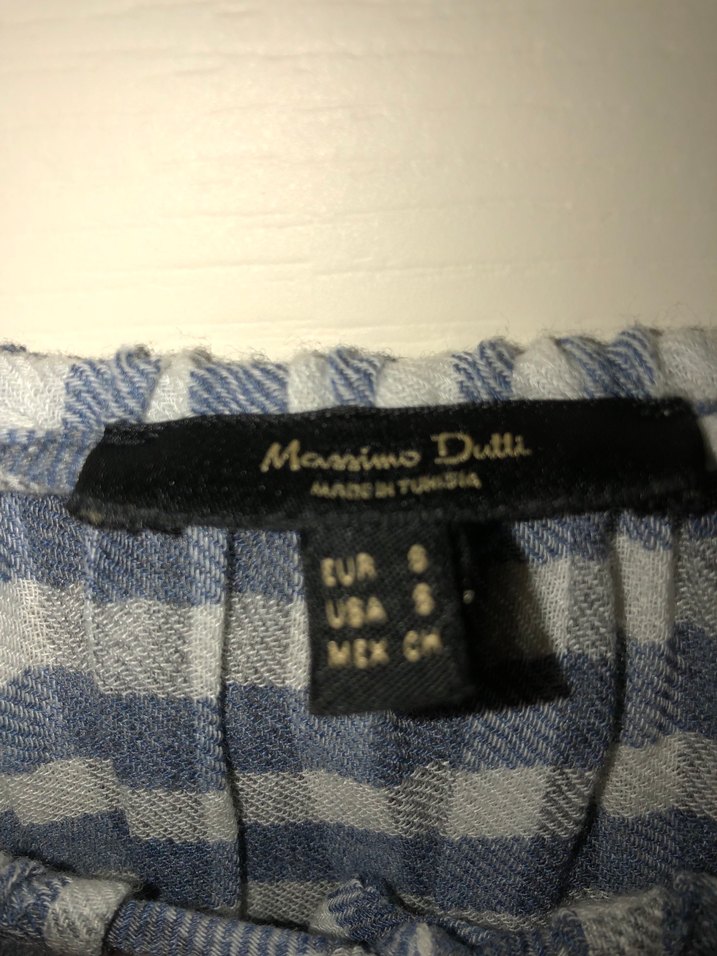 Massimo Dutti
MADE IN TUNISIA
EUR S
USA S
MEX CH